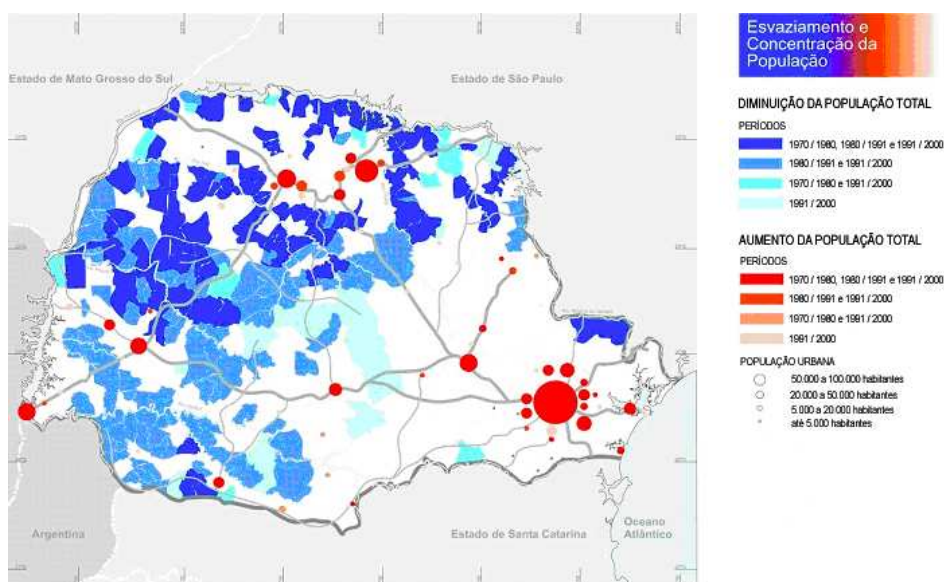 Esvaziamento e
Concentração da
População
Estado de Mato Grosso do Sul
Estado de São Paulo
Argentina
Estado de Santa Catarina
Oceano
Atlântico
DIMINUIÇÃO DA POPULAÇÃO TOTAL
PERÍODOS
1970 / 1980, 1980 / 1991 e 1991 / 2000
1980 / 1991 e 1991 / 2000
1970 / 1980 e 1991 / 2000
1991 / 2000
AUMENTO DA POPULAÇÃO TOTAL
PERÍODOS
1970 / 1980, 1980 / 1991 e 1991 / 2000
1980 / 1991 e 1991 / 2000
1970 / 1980 e 1991 / 2000
1991 / 2000
POPULAÇÃO URBANA
50.000 a 100.000 habitantes
20.000 a 50.000 habitantes
5.000 a 20 000 habitantes
até 5.000 habitantes